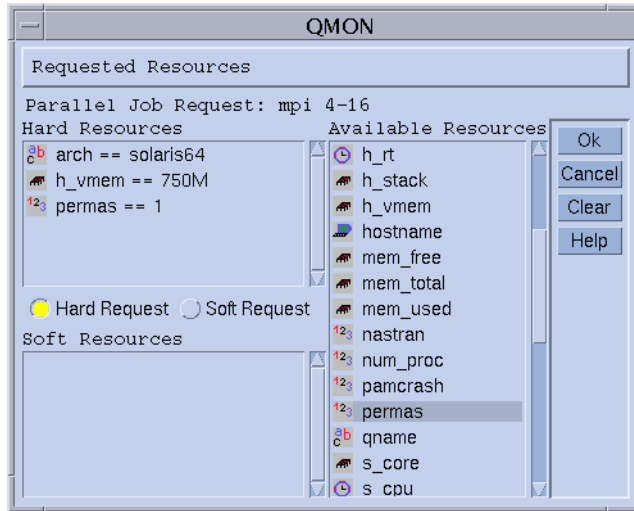 QMON
Requested Resources
Parallel Job Request: mpi 4-16
Hard Resources
arch == solaris64
h_vmem == 750M
permas == 1
Hard Request Soft Request
Soft Resources
Available Resources
h_rt
h_stack
h_vmem
hostname
mem_free
mem_total
mem_used
nastran
num_proc
pamcrash
permas
qname
s_core
s_cpu
Ok
Cancel
Clear
Help